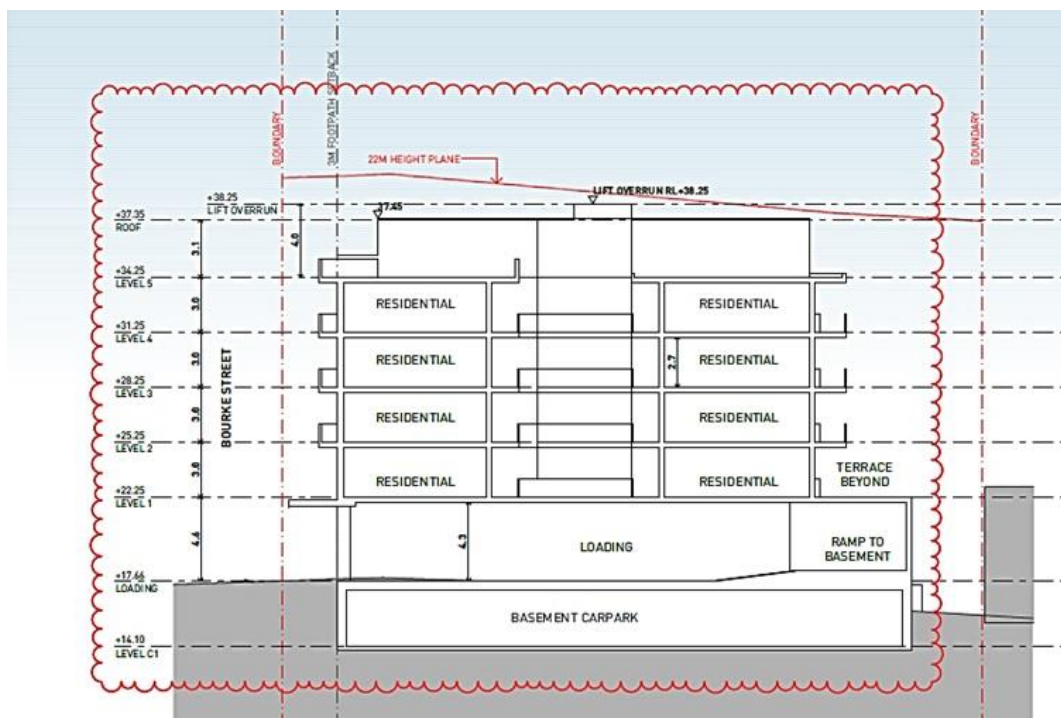 BOUNDARY
3M FOOTPATH SETBACK
BOUNDARY
22M HEIGHT PLANE
+38.25
LIFT OVERRUN
LIFT OVERRUN RL+38.25
37.45
+37.35
ROOF
3.1
4.0
+34.25
LEVEL 5
3.0
RESIDENTIAL
RESIDENTIAL
+31.25
LEVEL 4
3.0
RESIDENTIAL
2.7
RESIDENTIAL
+28.25
LEVEL 3
BOURKE STREET
3.0
RESIDENTIAL
RESIDENTIAL
+25.25
LEVEL 2
3.0
RESIDENTIAL
RESIDENTIAL
TERRACE
BEYOND
+22.25
LEVEL 1
4.6
4.3
LOADING
RAMP TO
BASEMENT
+17.66
LOADING
BASEMENT CARPARK
+14.10
LEVEL C1